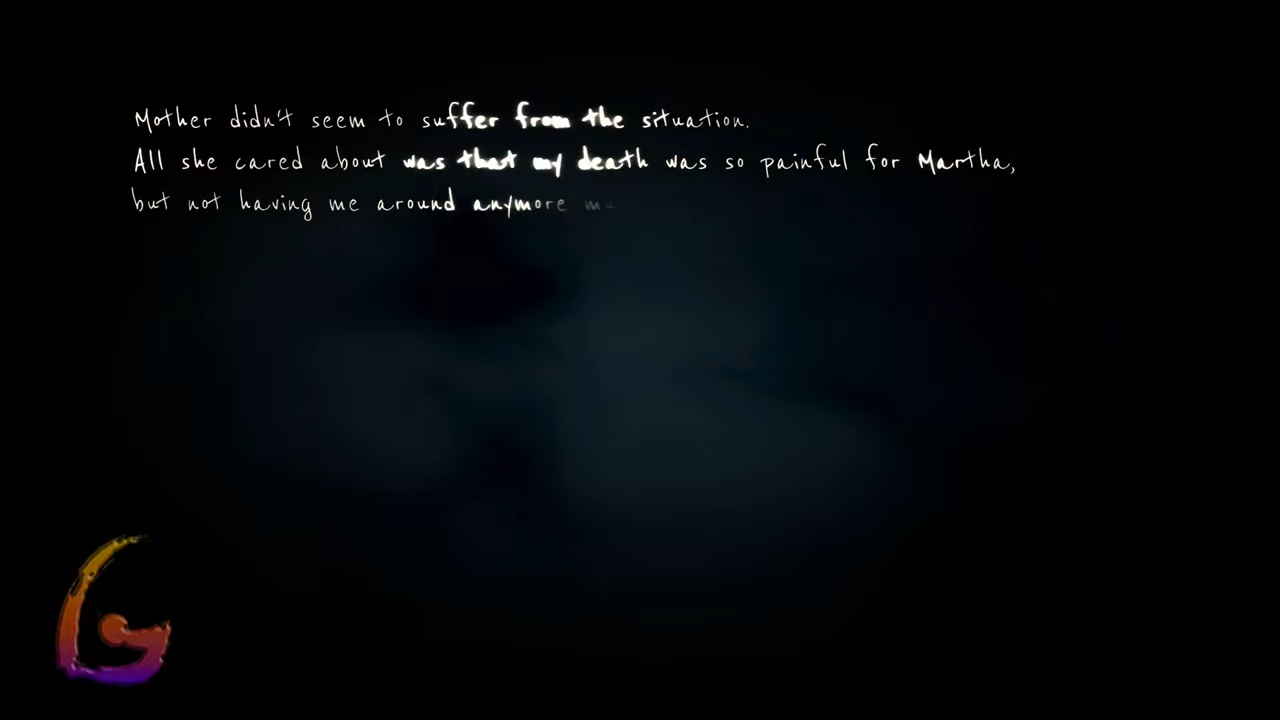 Mother didn't seem to suffer from the situation.
All she cared about was that my death was so painful for Martha,
but not having me around anymore